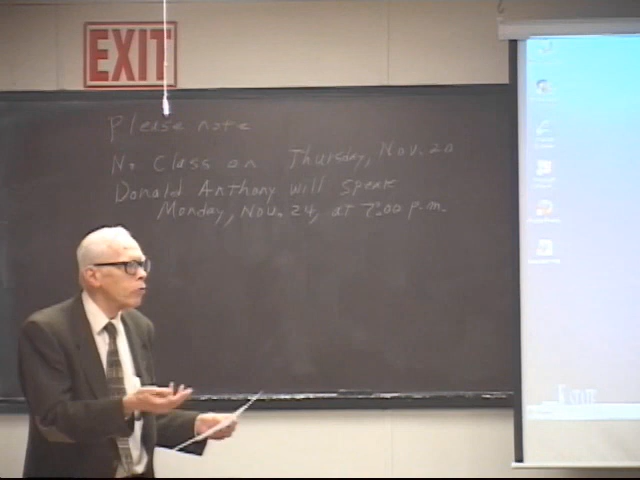 EXIT
Please note
No Class on Thursday, Nov. 20
Donald Anthony will speak
Monday, Nov. 24, at 7:00 p.m.